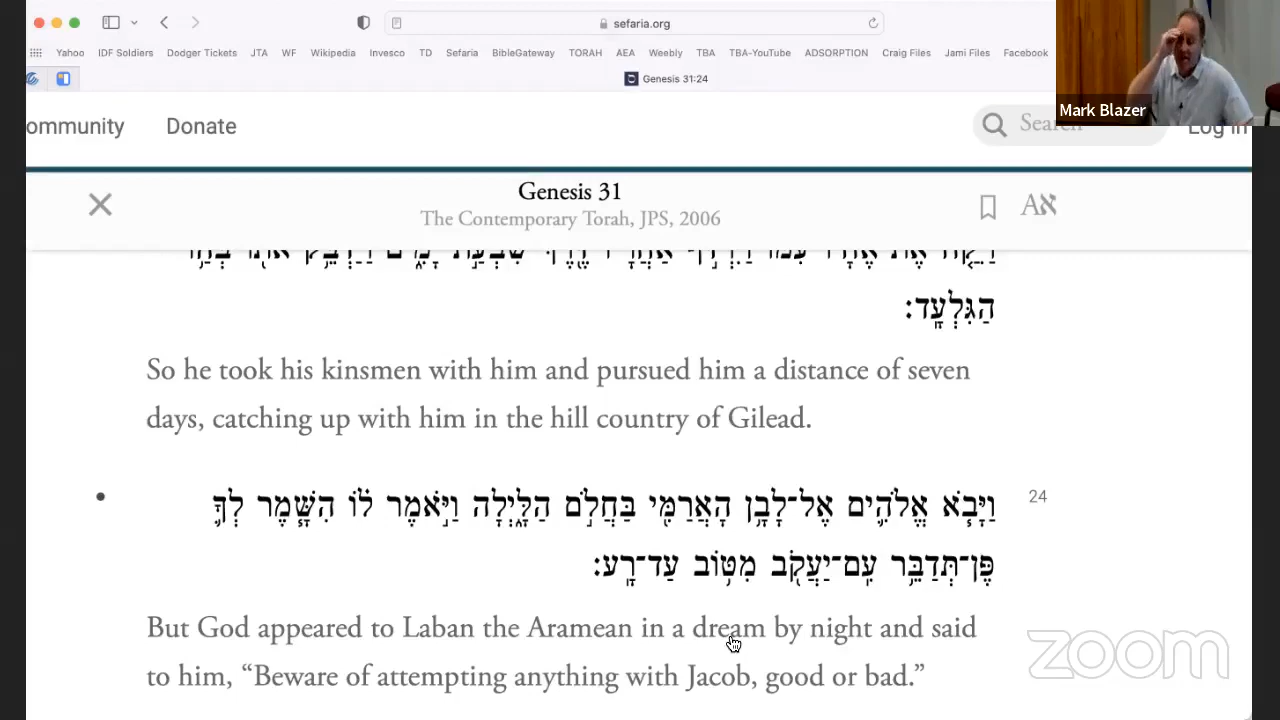 sefaria.org
Yahoo IDF Soldiers Dodger Tickets JTA WF Wikipedia Invesco TD Sefaria BibleGateway TORAH AEA Weebly TBA TBA-YouTube ADSORPTION Craig Files Jami Files Facebook
Genesis 31:24
Mark Blazer
ommunity Donate Search Log in
Genesis 31
The Contemporary Torah, JPS, 2006
Aא
הַגִּלְעָֽד׃
So he took his kinsmen with him and pursued him a distance of seven
days, catching up with him in the hill country of Gilead.
24
וַיָּבֹ֧א אֱלֹהִ֛ים אֶל־לָבָ֥ן הָאֲרַמִּ֖י בַּחֲלֹ֣ם הַלָּ֑יְלָה וַיֹּ֣אמֶר ל֗וֹ הִשָּׁ֧מֶר לְךָ֛
פֶּן־תְּדַבֵּ֥ר עִֽם־יַעֲקֹ֖ב מִטּ֥וֹב עַד־רָֽע׃
But God appeared to Laban the Aramean in a dream by night and said
to him, “Beware of attempting anything with Jacob, good or bad.”
zoom